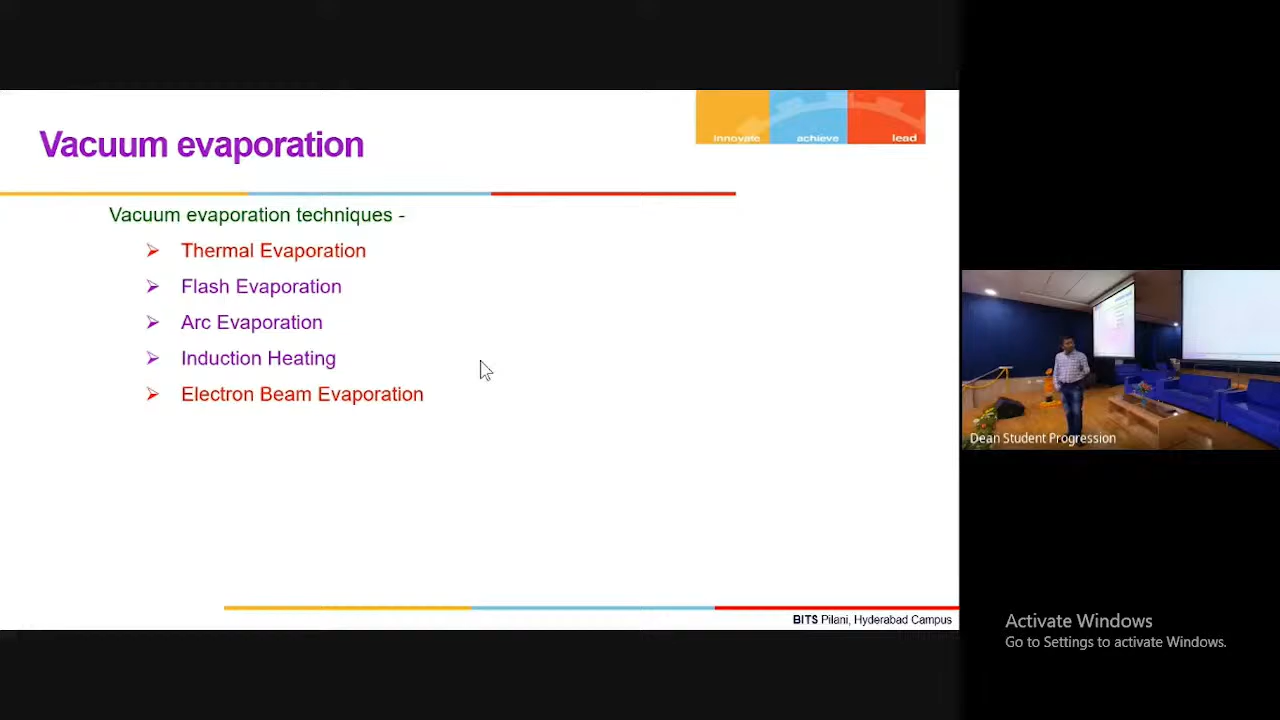 Vacuum evaporation
innovate achieve lead
Vacuum evaporation techniques -
Thermal Evaporation
Flash Evaporation
Arc Evaporation
Induction Heating
Electron Beam Evaporation
BITS Pilani, Hyderabad Campus
Dean Student Progression
Activate Windows
Go to Settings to activate Windows.